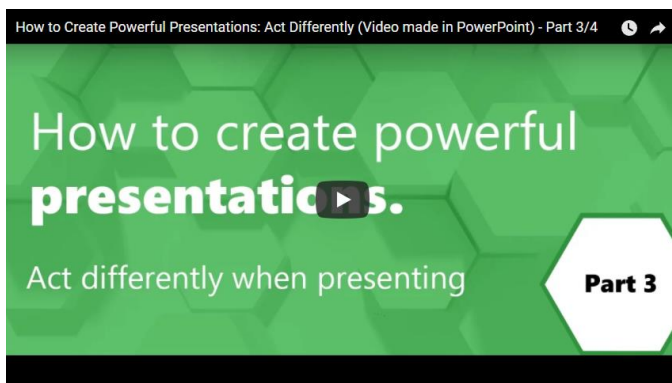 How to Create Powerful Presentations: Act Differently (Video made in PowerPoint) - Part 3/4
How to create powerful
presentations.
Act differently when presenting
Part 3